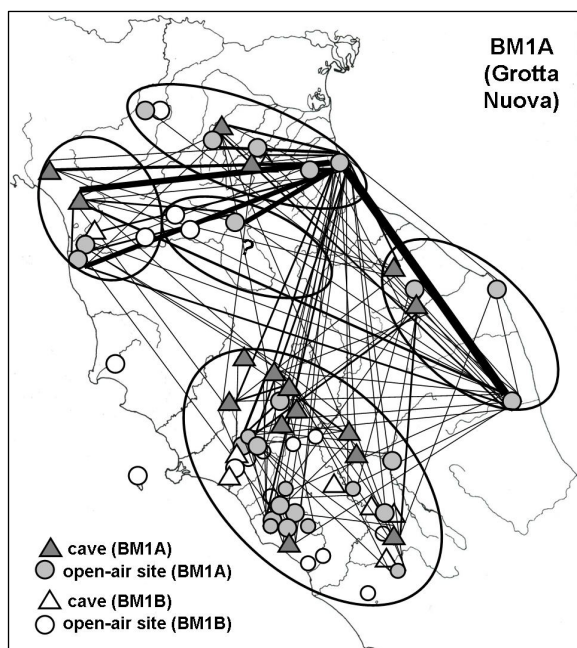 BM1A
(Grotta
Nuova)
cave (BM1A)
open-air site (BM1A)
cave (BM1B)
open-air site (BM1B)